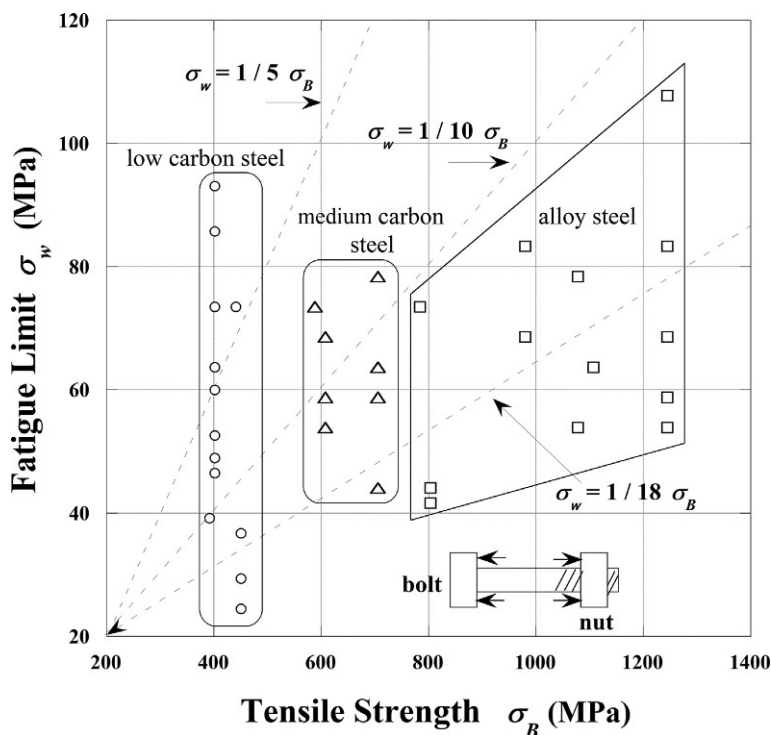 120
100
80
60
40
20
Fatigue Limit σw (MPa)
σw = 1 / 5 σB
low carbon steel
σw = 1 / 10 σB
medium carbon
steel
alloy steel
σw = 1 / 18 σB
bolt
nut
200
400
600
800
1000
1200
1400
Tensile Strength σB (MPa)